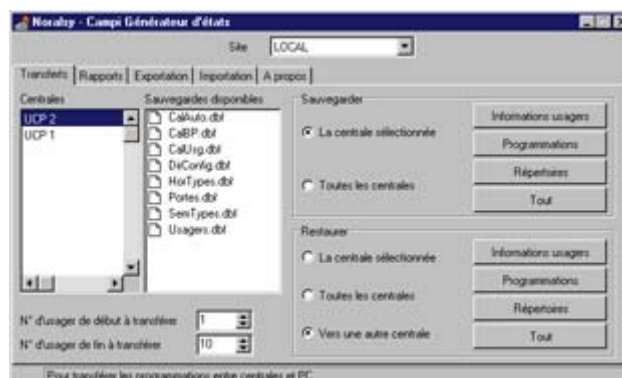 Noralsy - Campi Générateur d'états
Site LOCAL
Transferts Rapports Exportation Importation A propos
Centrales
UCP 2
UCP 1
Sauvegardes disponibles
CalAuto.dbf
CalBP.dbf
CalUsg.dbf
DirConfig.dbf
HorTypes.dbf
Portes.dbf
SemTypes.dbf
Usagers.dbf
Sauvegarder
La centrale sélectionnée
Toutes les centrales
Informations usagers
Programmations
Répertoires
Tout
Restaurer
La centrale sélectionnée
Toutes les centrales
Vers une autre centrale
Informations usagers
Programmations
Répertoires
Tout
N° d'usager de début à transférer 1
N° d'usager de fin à transférer 10
Pour transférer les programmations entre centrales et PC